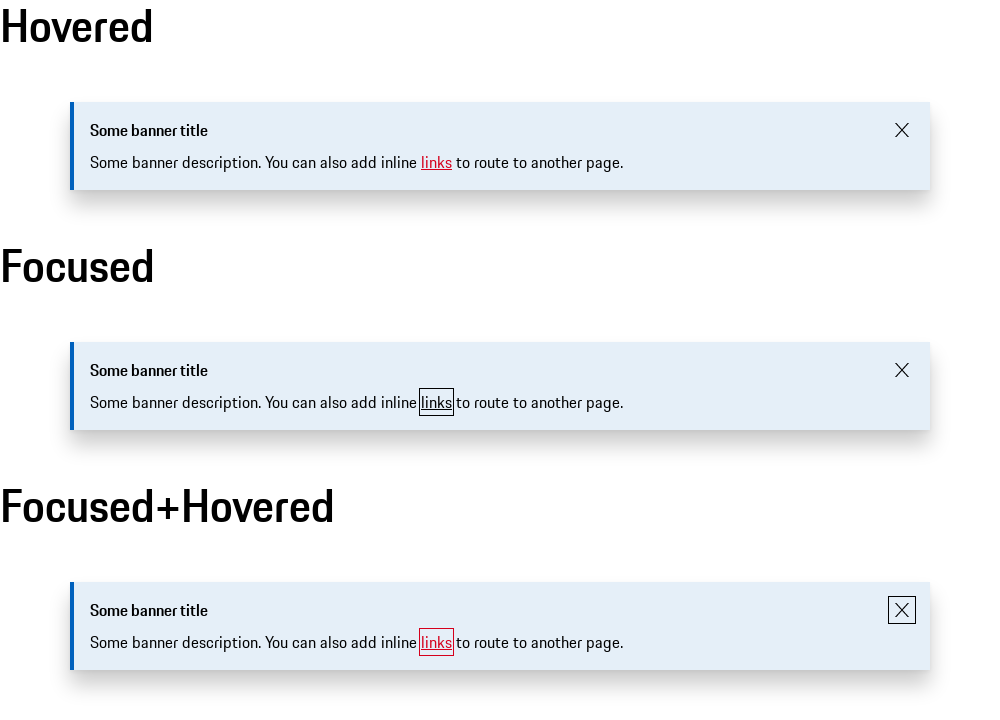 Hovered
Some banner title
Some banner description. You can also add inline links to route to another page.
Focused
Some banner title
Some banner description. You can also add inline links to route to another page.
Focused+Hovered
Some banner title
Some banner description. You can also add inline links to route to another page.